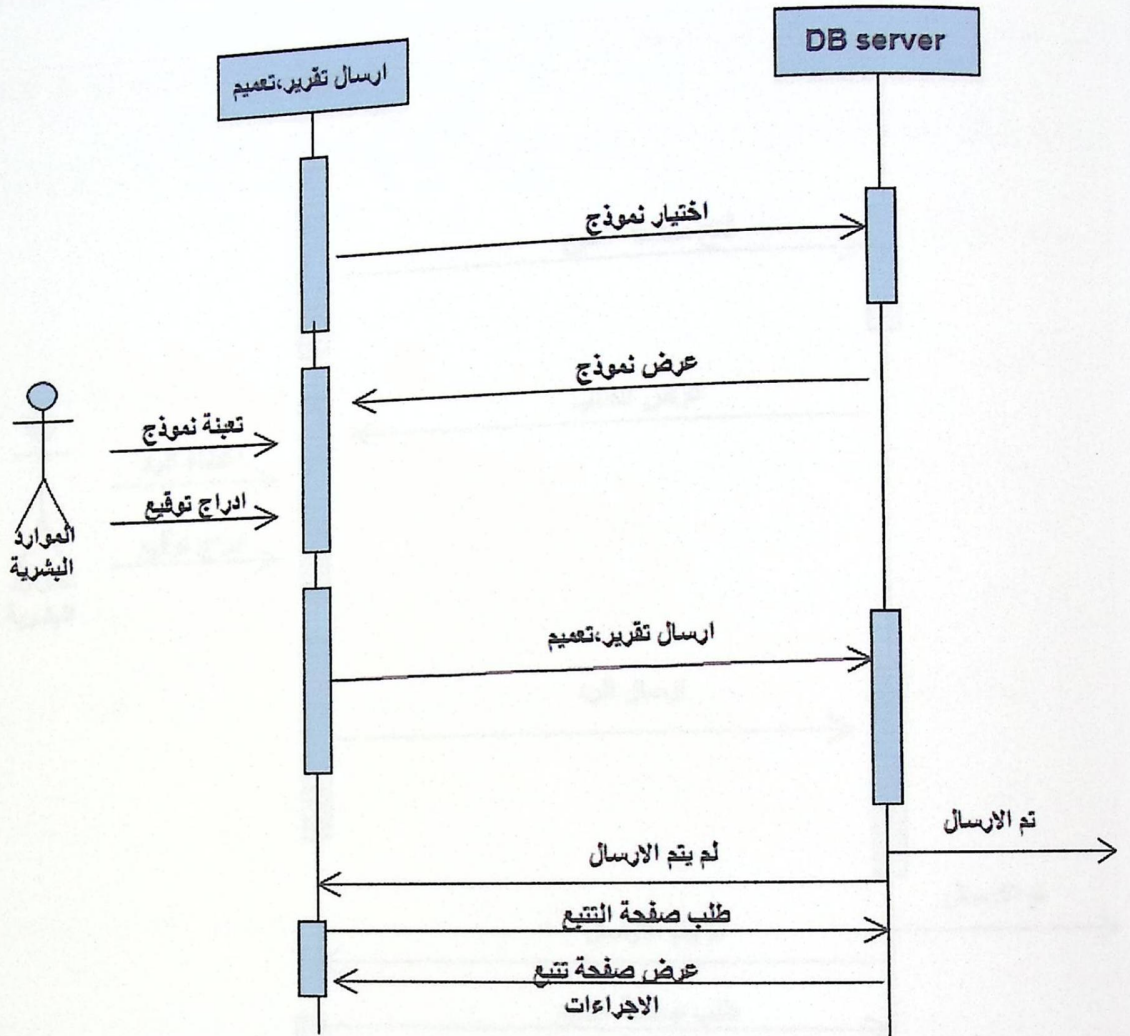 DB server
ارسال تقرير،تعميم
اختيار نموذج
عرض نموذج
تعبئة نموذج
ادراج توقيع
الموارد
البشرية
ارسال تقرير،تعميم
تم الارسال
لم يتم الارسال
طلب صفحة التتبع
عرض صفحة تتبع
الاجراءات